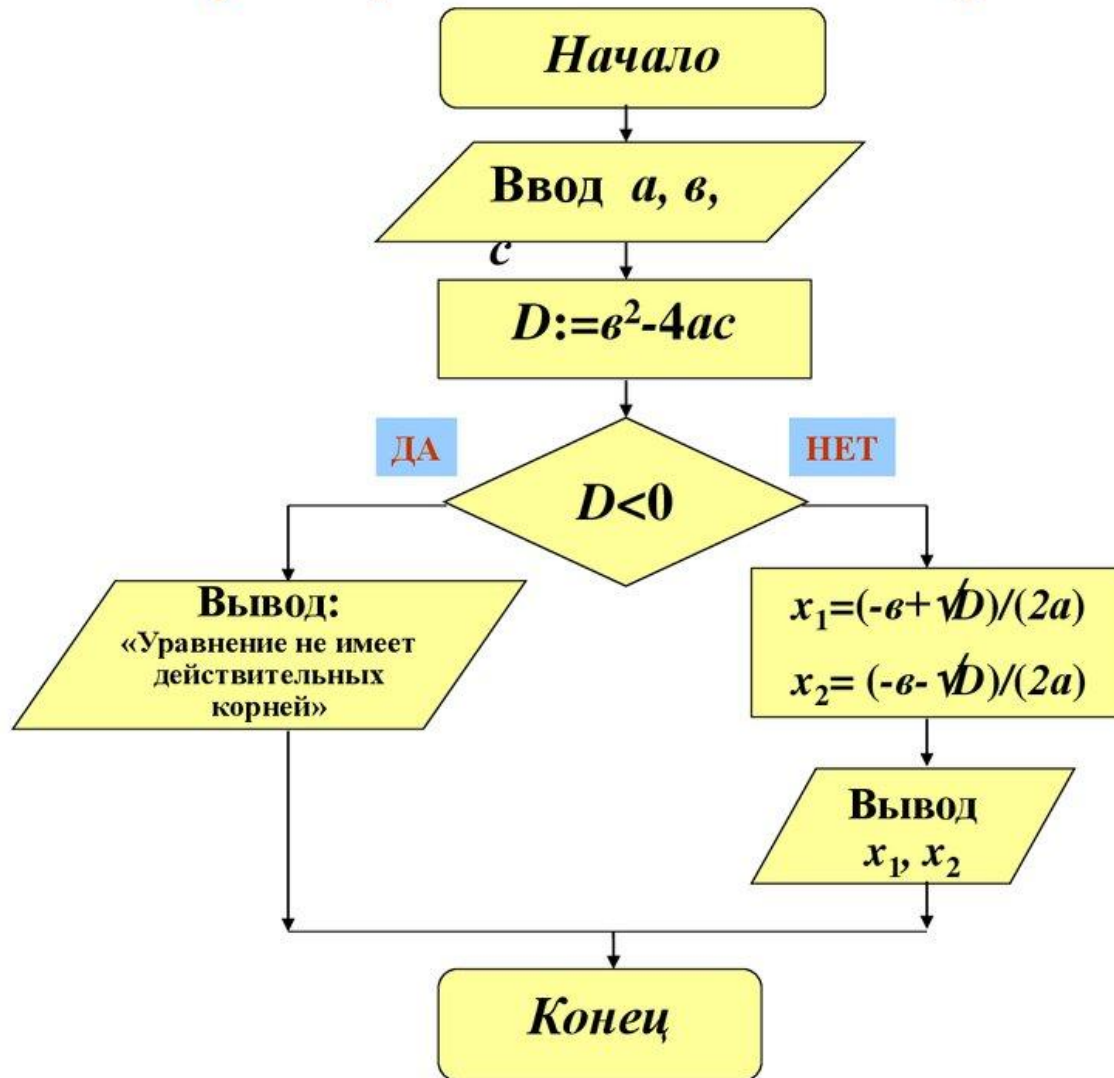 Начало
Ввод а, в,
с
D:=в²-4ас
ДА
НЕТ
D<0
Вывод:
«Уравнение не имеет
действительных
корней»
x₁=(-в+√D)/(2а)
x₂= (-в-√D)/(2а)
Вывод
x₁, x₂
Конец